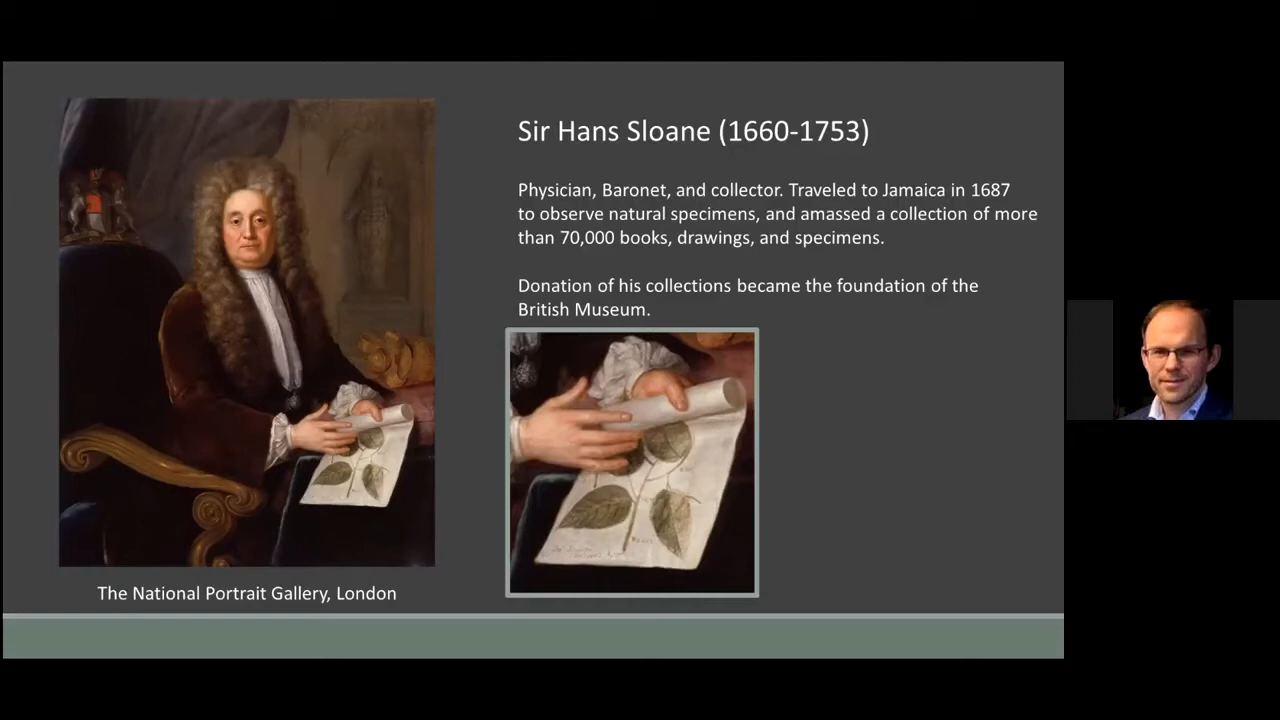 Sir Hans Sloane (1660-1753)
Physician, Baronet, and collector. Traveled to Jamaica in 1687
to observe natural specimens, and amassed a collection of more
than 70,000 books, drawings, and specimens.
Donation of his collections became the foundation of the
British Museum.
The National Portrait Gallery, London